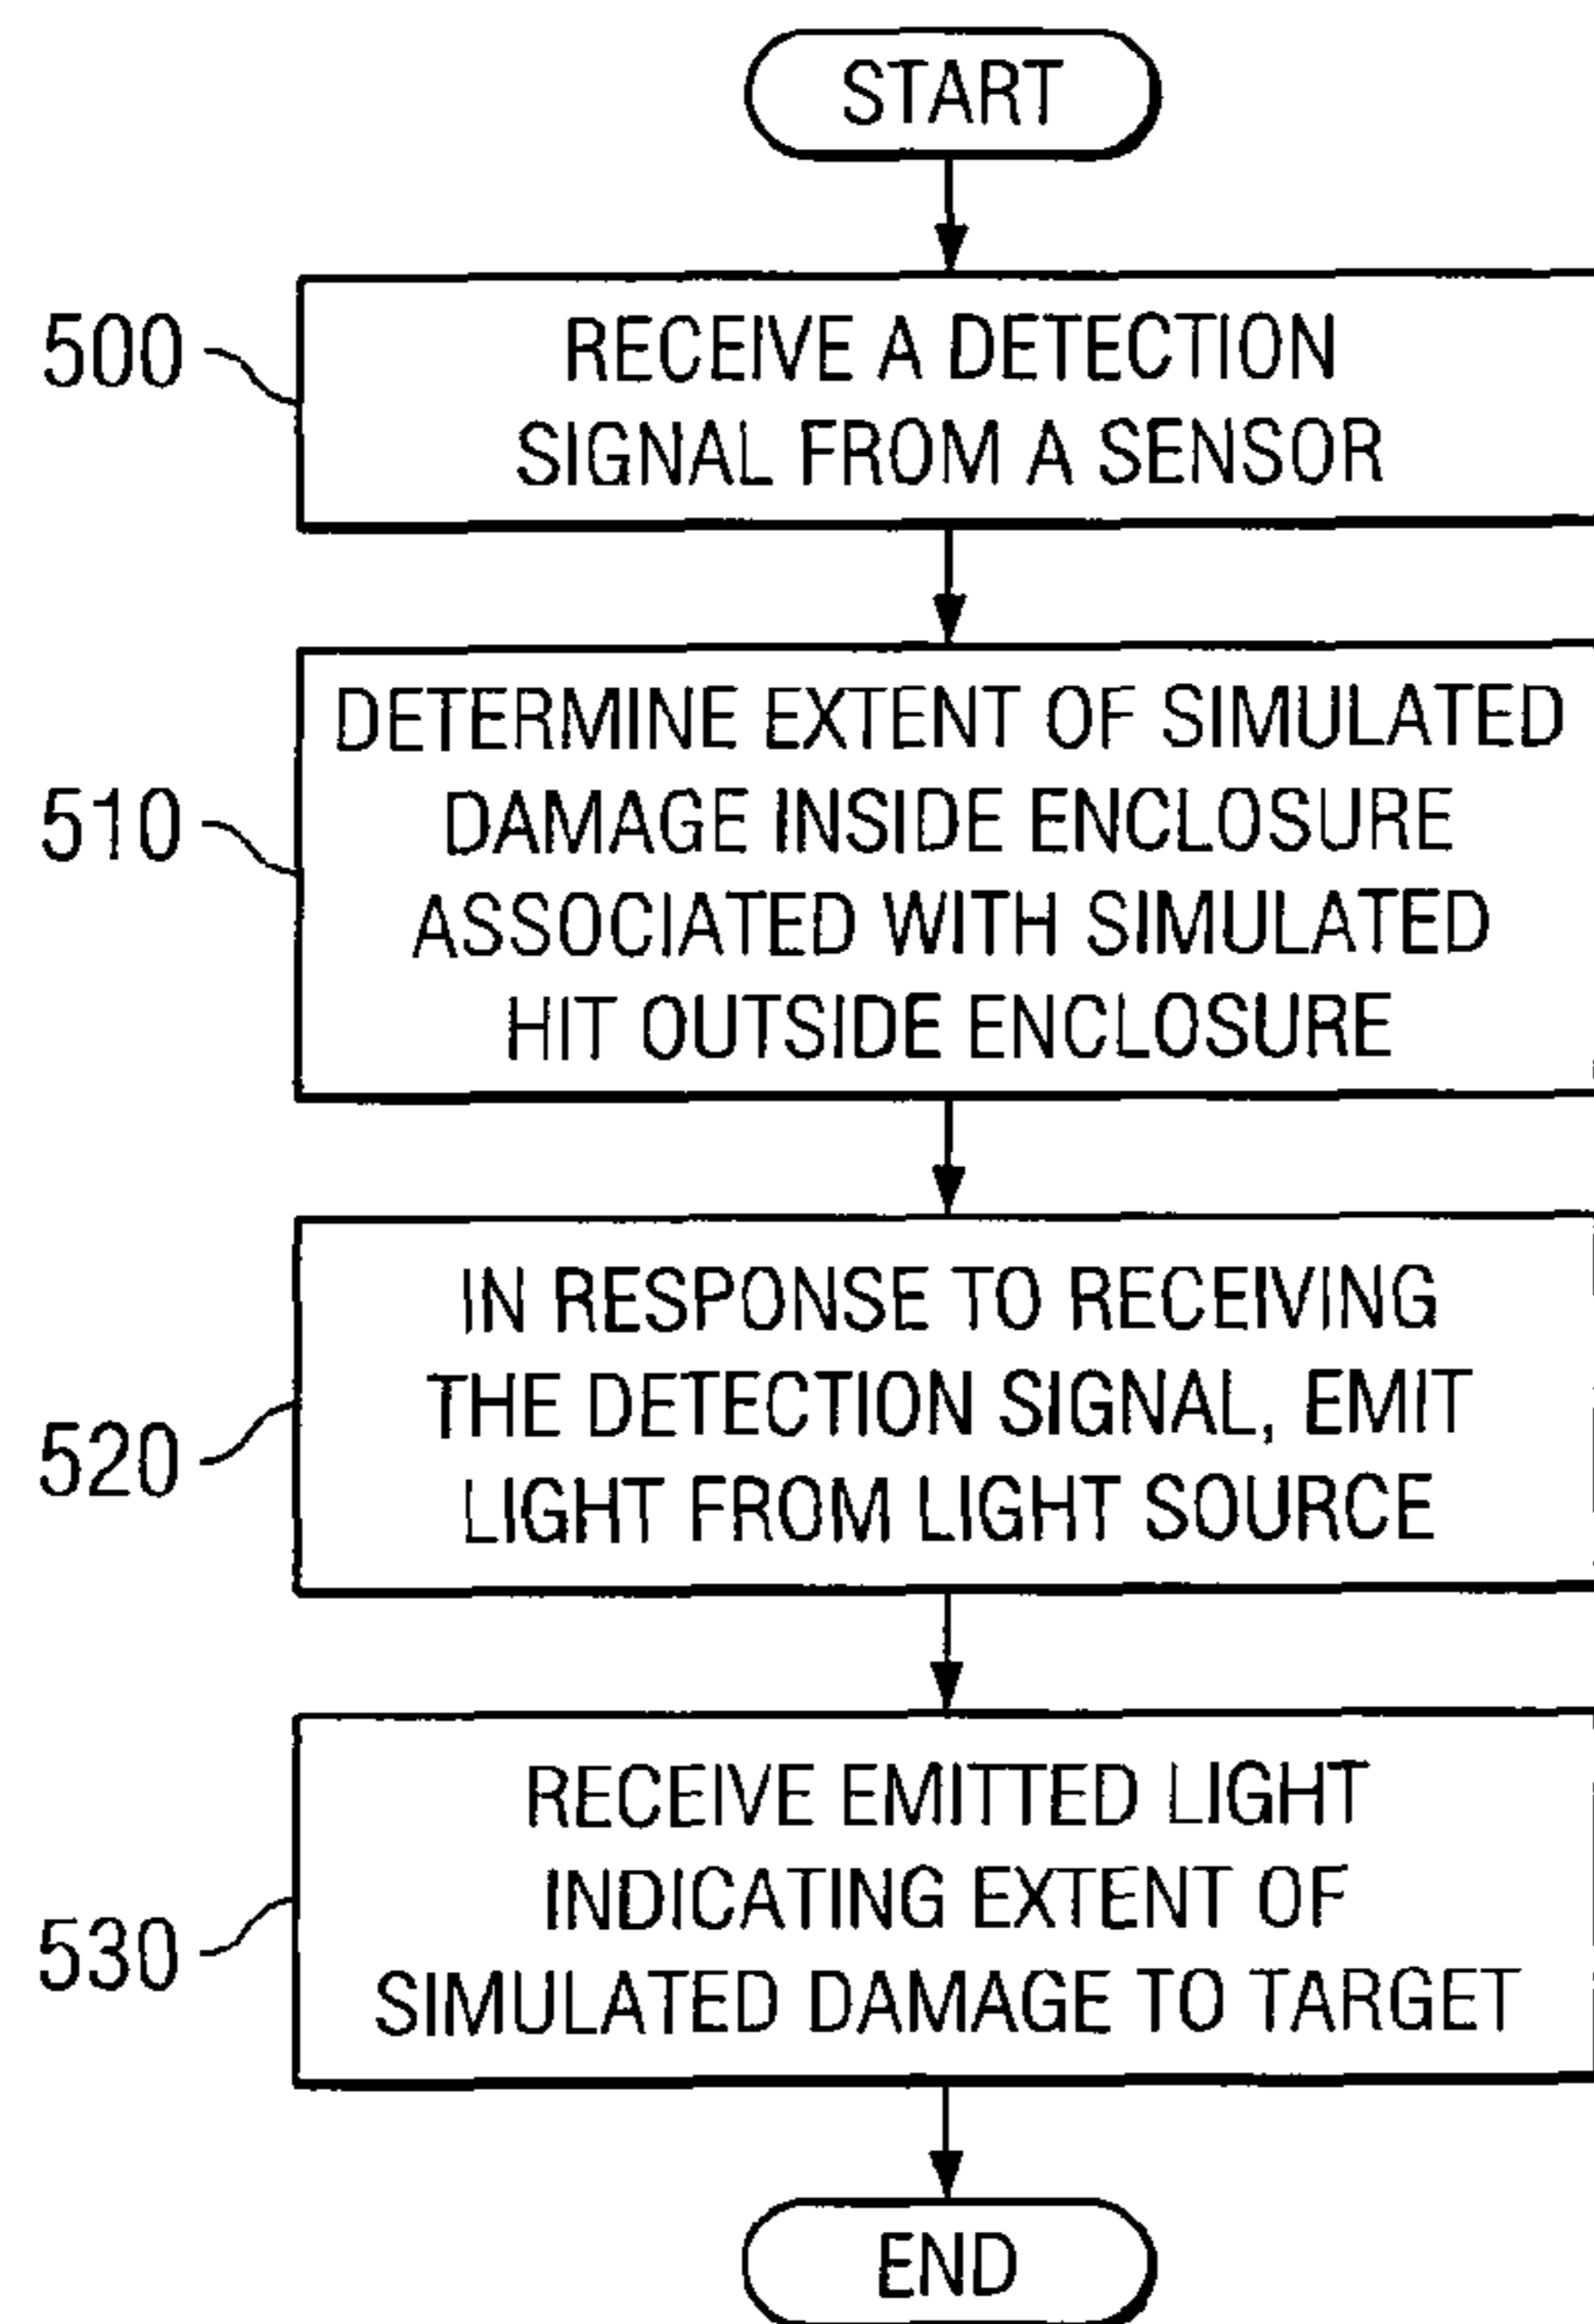 START
500
RECEIVE A DETECTION
SIGNAL FROM A SENSOR
510
DETERMINE EXTENT OF SIMULATED
DAMAGE INSIDE ENCLOSURE
ASSOCIATED WITH SIMULATED
HIT OUTSIDE ENCLOSURE
520
IN RESPONSE TO RECEIVING
THE DETECTION SIGNAL, EMIT
LIGHT FROM LIGHT SOURCE
530
RECEIVE EMITTED LIGHT
INDICATING EXTENT OF
SIMULATED DAMAGE TO TARGET
END